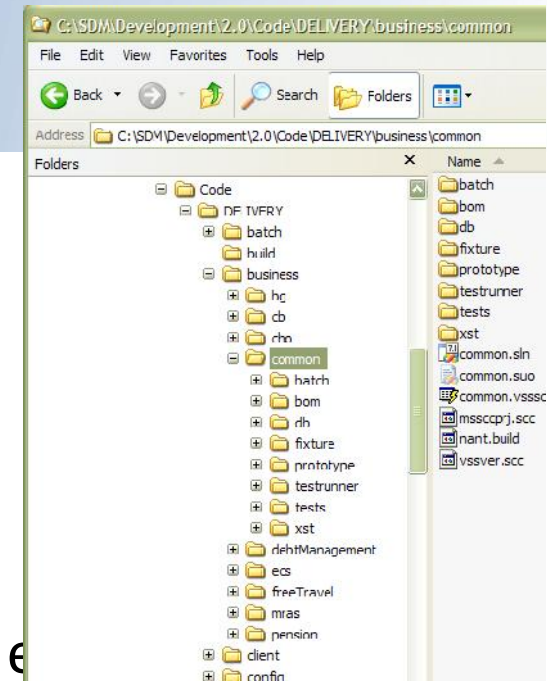 C:\SDM\Development\2.0\Code\DELIVERY\business\common
File Edit View Favorites Tools Help
Back Search Folders
Address C:\SDM\Development\2.0\Code\DELIVERY\business\common
Folders
Code
DELIVERY
batch
build
business
cb
common
batch
bom
db
fixture
prototype
testrunner
tests
xst
debtManagement
ecs
freeTravel
mras
pension
client
config
Name
batch
bom
db
fixture
prototype
testrunner
tests
xst
common.sln
common.suo
common.vsssc
mssccprj.scc
nant.build
vssver.scc
e